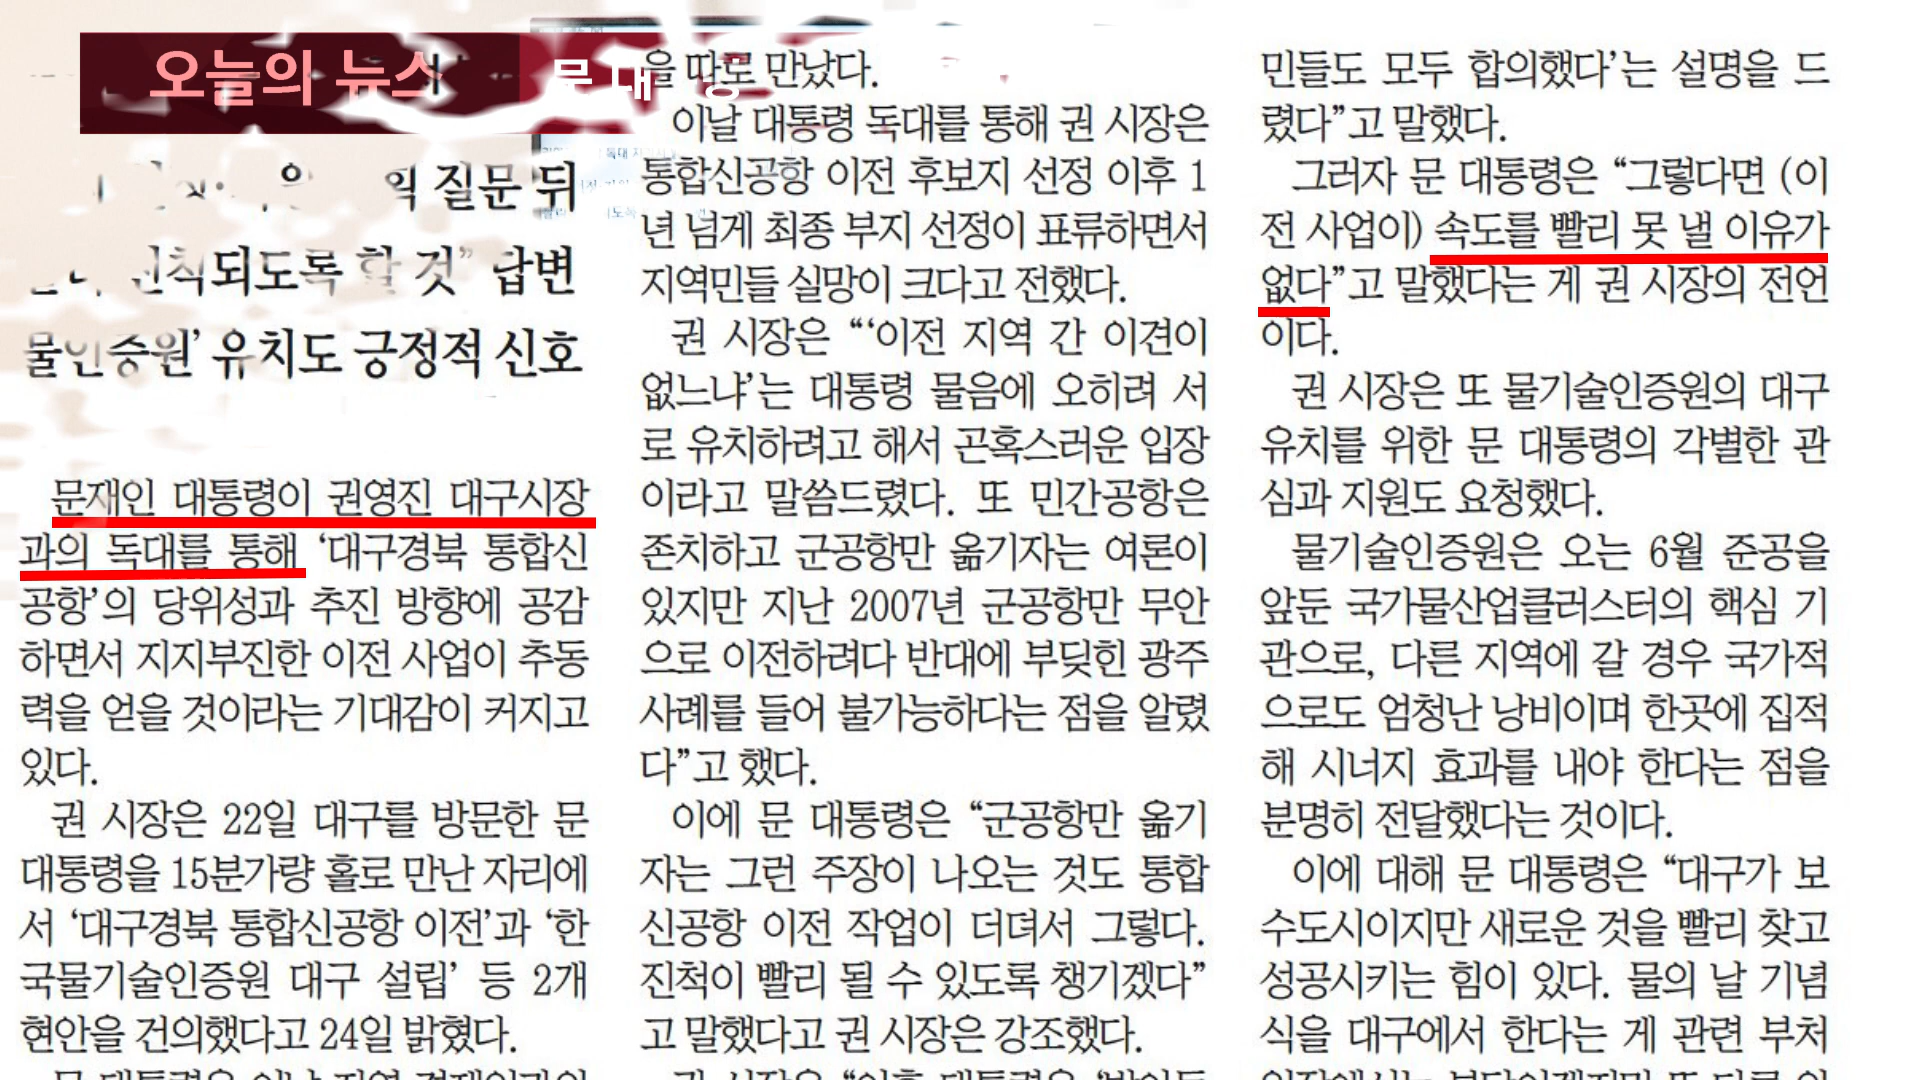 오늘의 뉴스
문 대
질문 뒤
되도록 할 것” 답변
물인증원’ 유치도 긍정적 신호
문재인 대통령이 권영진 대구시장
과의 독대를 통해 ‘대구경북 통합신
공항’의 당위성과 추진 방향에 공감
하면서 지지부진한 이전 사업이 추동
력을 얻을 것이라는 기대감이 커지고
있다.
권 시장은 22일 대구를 방문한 문
대통령을 15분가량 홀로 만난 자리에
서 ‘대구경북 통합신공항 이전’과 ‘한
국물기술인증원 대구 설립’ 등 2개
현안을 건의했다고 24일 밝혔다.
을 따로 만났다.
이날 대통령 독대를 통해 권 시장은
통합신공항 이전 후보지 선정 이후 1
년 넘게 최종 부지 선정이 표류하면서
지역민들 실망이 크다고 전했다.
권 시장은 “‘이전 지역 간 이견이
없느냐’는 대통령 물음에 오히려 서
로 유치하려고 해서 곤혹스러운 입장
이라고 말씀드렸다. 또 민간공항은
존치하고 군공항만 옮기자는 여론이
있지만 지난 2007년 군공항만 무안
으로 이전하려다 반대에 부딪힌 광주
사례를 들어 불가능하다는 점을 알렸
다”고 했다.
이에 문 대통령은 “군공항만 옮기
자는 그런 주장이 나오는 것도 통합
신공항 이전 작업이 더뎌서 그렇다.
진척이 빨리 될 수 있도록 챙기겠다”
고 말했다고 권 시장은 강조했다.
민들도 모두 합의했다’는 설명을 드
렸다”고 말했다.
그러자 문 대통령은 “그렇다면 (이
전 사업이) 속도를 빨리 못 낼 이유가
없다”고 말했다는 게 권 시장의 전언
이다.
권 시장은 또 물기술인증원의 대구
유치를 위한 문 대통령의 각별한 관
심과 지원도 요청했다.
물기술인증원은 오는 6월 준공을
앞둔 국가물산업클러스터의 핵심 기
관으로, 다른 지역에 갈 경우 국가적
으로도 엄청난 낭비이며 한곳에 집적
해 시너지 효과를 내야 한다는 점을
분명히 전달했다는 것이다.
이에 대해 문 대통령은 “대구가 보
수도시이지만 새로운 것을 빨리 찾고
성공시키는 힘이 있다. 물의 날 기념
식을 대구에서 한다는 게 관련 부처